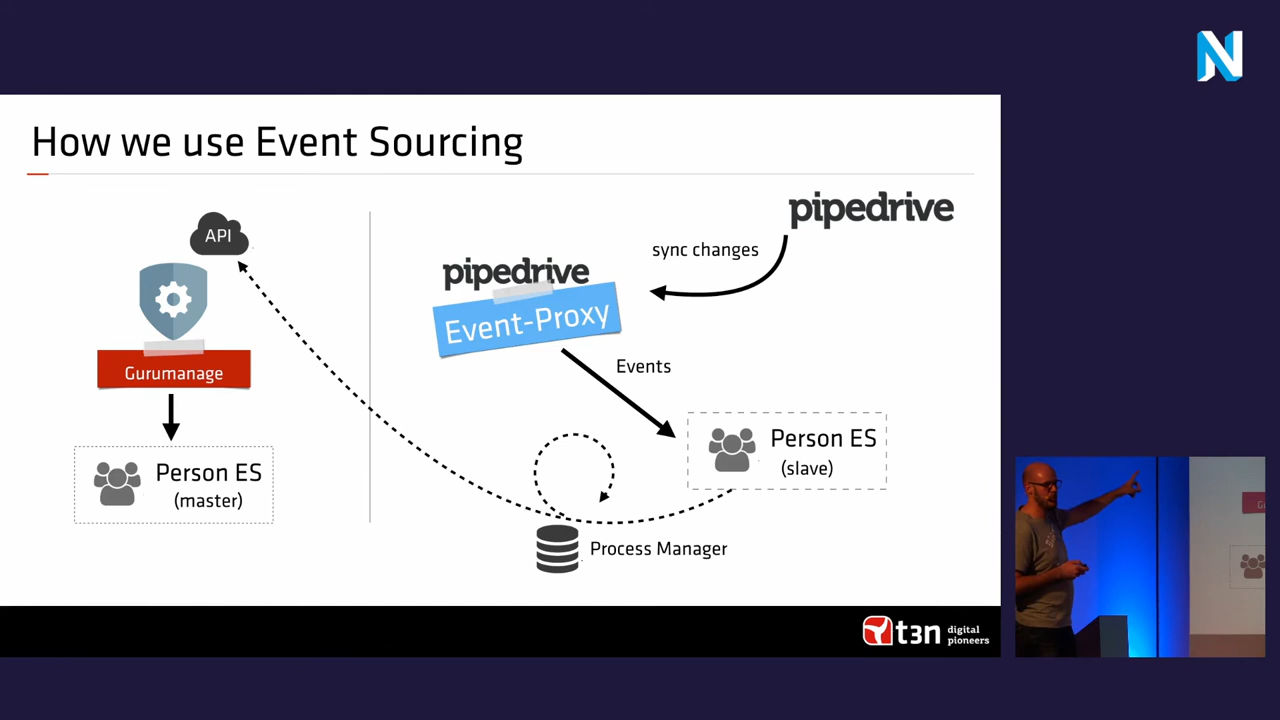 How we use Event Sourcing
API
Gurumanage
Person ES
(master)
pipedrive
sync changes
pipedrive
Event-Proxy
Events
Person ES
(slave)
Process Manager
t3n digital
pioneers